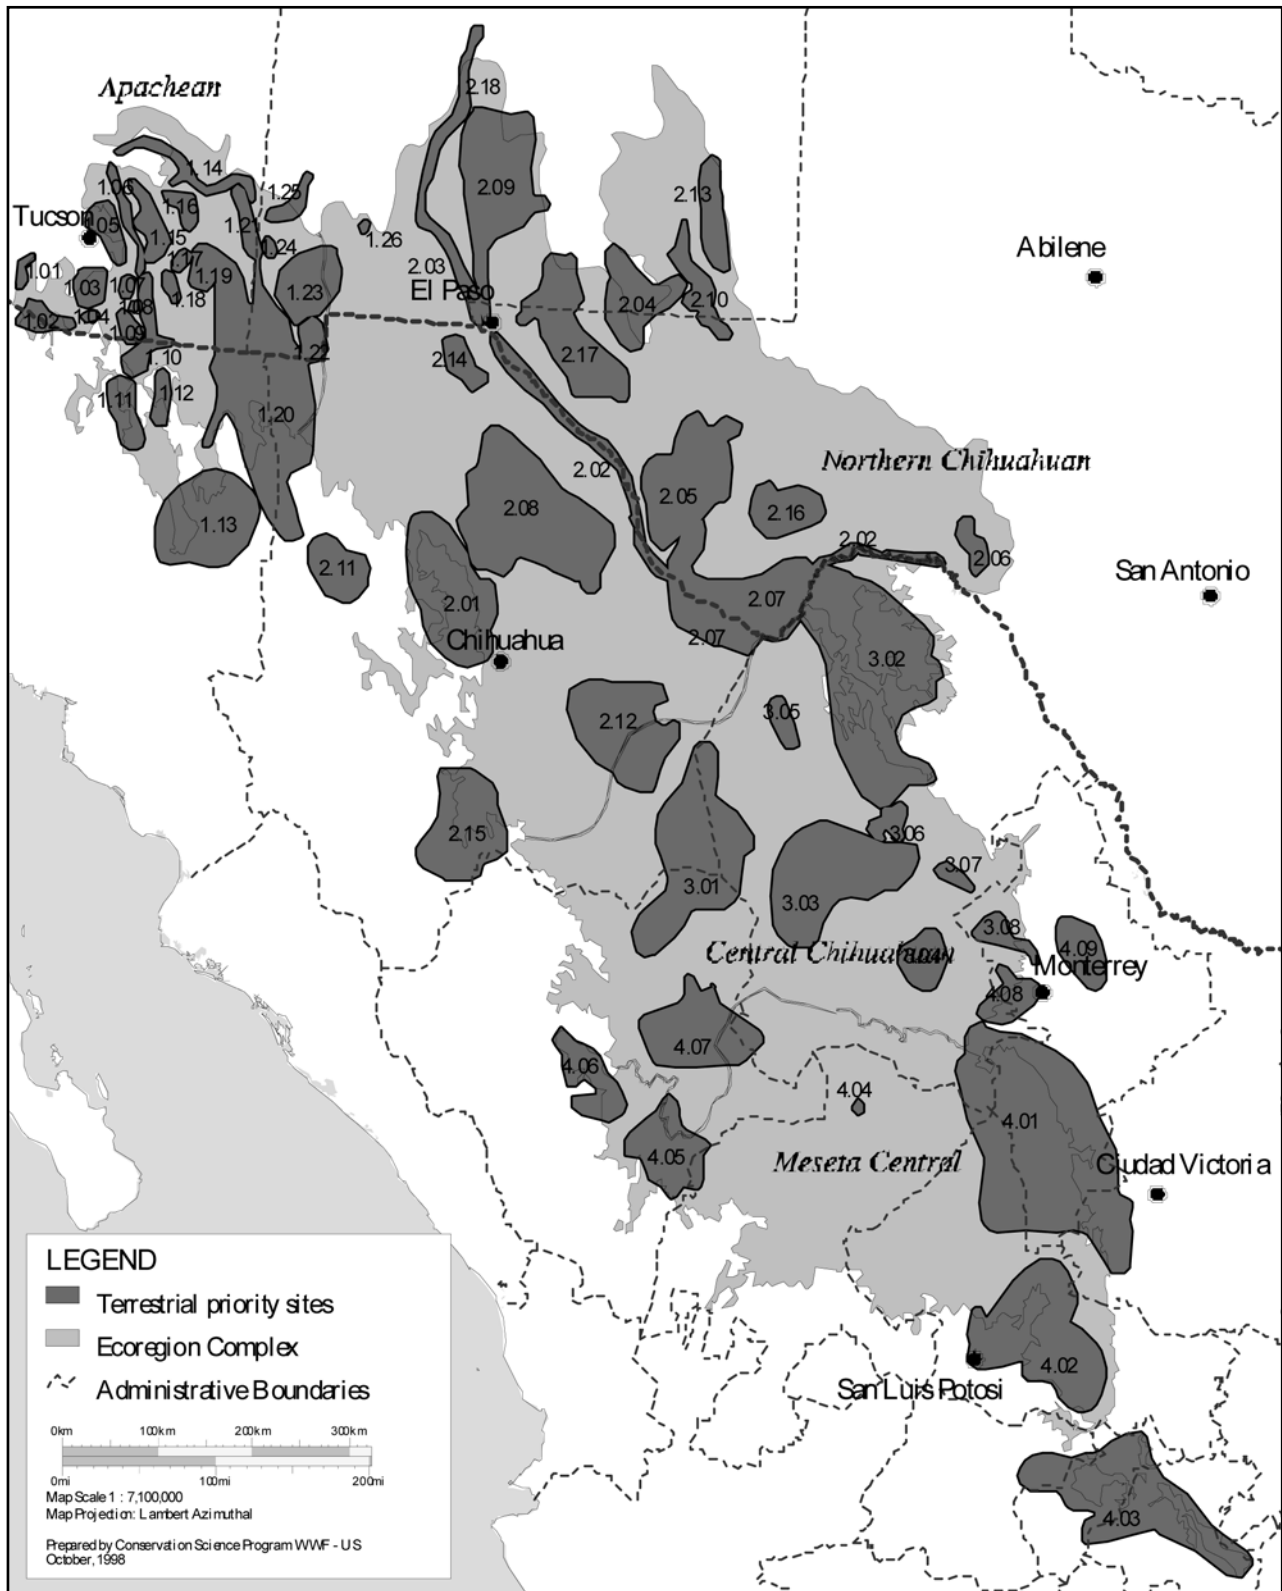 Apachean
2.18
1.14
2.09
1.06
1.25
2.13
1.16
Tucson
1.05
1.21
1.15
1.26
1.24
Abilene
1.17
1.01
2.03
1.03
1.07
1.19
1.23
El Paso
2.04
2.10
1.18
1.08
1.04
1.02
1.09
1.22
1.10
2.14
2.17
1.12
1.11
1.20
Northern Chihuahuan
2.02
2.05
2.08
2.16
1.13
2.02
2.06
2.11
San Antonio
2.01
2.07
2.07
Chihuahua
3.02
3.05
2.12
2.15
3.06
3.07
3.01
3.03
3.08
Central Chihuahuan
4.09
Monterrey
4.08
4.07
4.06
4.04
4.01
4.05
Meseta Central
Ciudad Victoria
LEGEND
Terrestrial priority sites
Ecoregion Complex
Administrative Boundaries
4.02
San Luis Potosi
0km 100km 200km 300km
0mi 100mi 200mi
Map Scale 1 : 7,100,000
Map Projection: Lambert Azimuthal
4.03
Prepared by Conservation Science Program WWF - US
October, 1998